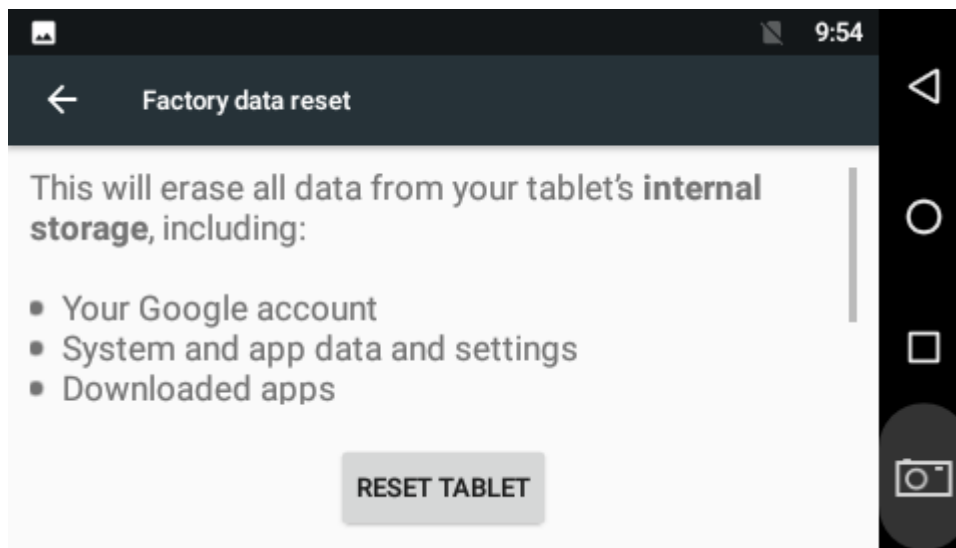 9:54
Factory data reset
This will erase all data from your tablet's internal
storage, including:
• Your Google account
• System and app data and settings
• Downloaded apps
RESET TABLET